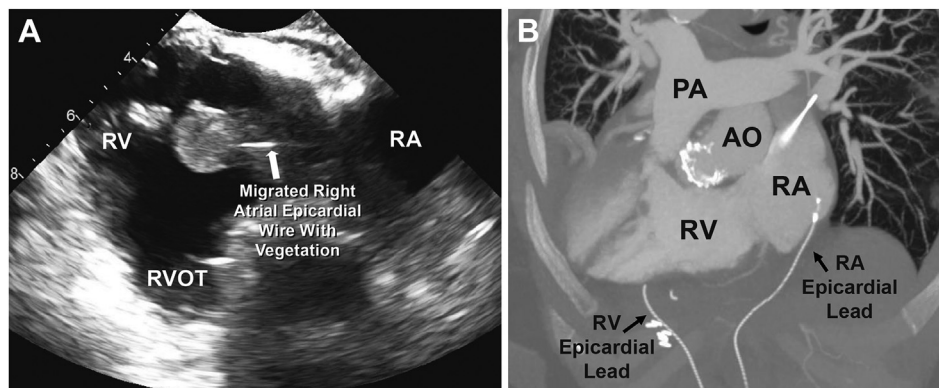 A
4
6
8
RV
RA
Migrated Right
Atrial Epicardial
Wire With
Vegetation
RVOT
B
PA
AO
RA
RV
RA
Epicardial
Lead
RV
Epicardial
Lead